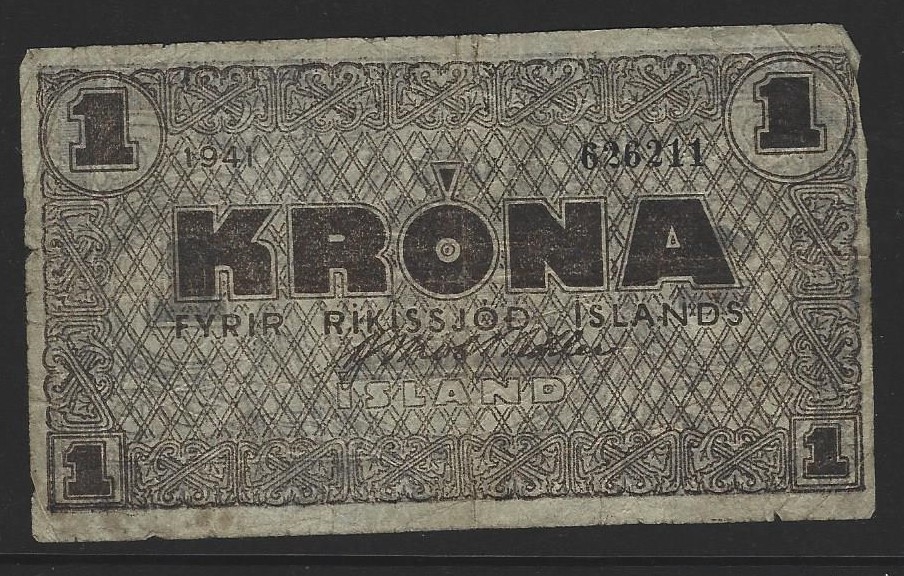 1 1
1941 626211
KRÓNA
FYRIR RÍKISSJÓÐ ÍSLANDS
ÍSLAND
1 1